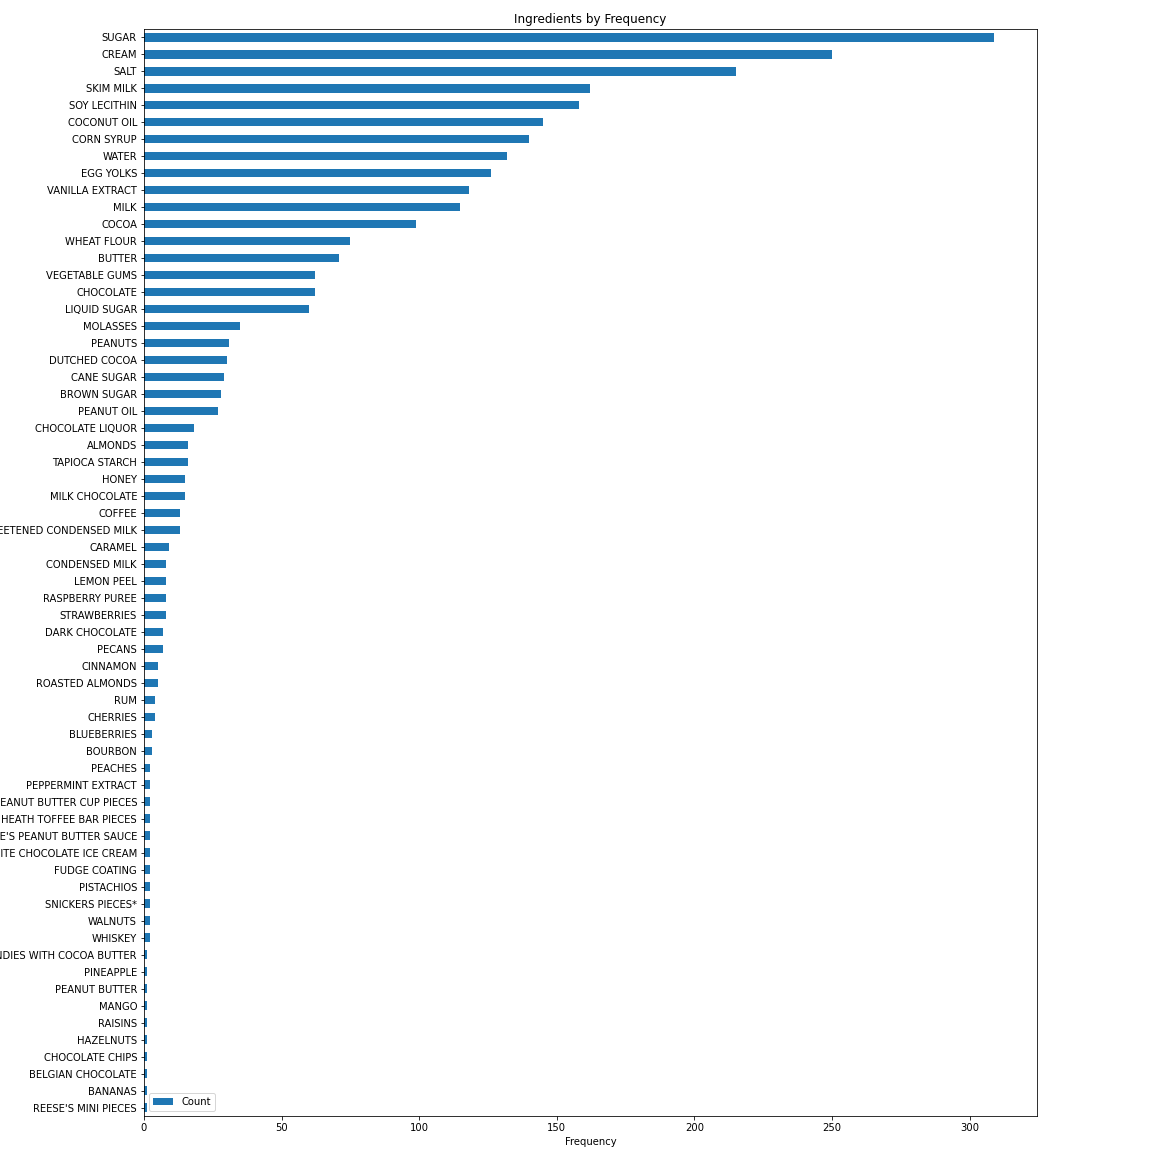 Ingredients by Frequency
SUGAR
CREAM
SALT
SKIM MILK
SOY LECITHIN
COCONUT OIL
CORN SYRUP
WATER
EGG YOLKS
VANILLA EXTRACT
MILK
COCOA
WHEAT FLOUR
BUTTER
VEGETABLE GUMS
CHOCOLATE
LIQUID SUGAR
MOLASSES
PEANUTS
DUTCHED COCOA
CANE SUGAR
BROWN SUGAR
PEANUT OIL
CHOCOLATE LIQUOR
ALMONDS
TAPIOCA STARCH
HONEY
MILK CHOCOLATE
COFFEE
EETENED CONDENSED MILK
CARAMEL
CONDENSED MILK
LEMON PEEL
RASPBERRY PUREE
STRAWBERRIES
DARK CHOCOLATE
PECANS
CINNAMON
ROASTED ALMONDS
RUM
CHERRIES
BLUEBERRIES
BOURBON
PEACHES
PEPPERMINT EXTRACT
EANUT BUTTER CUP PIECES
HEATH TOFFEE BAR PIECES
E'S PEANUT BUTTER SAUCE
ITE CHOCOLATE ICE CREAM
FUDGE COATING
PISTACHIOS
SNICKERS PIECES*
WALNUTS
WHISKEY
NDIES WITH COCOA BUTTER
PINEAPPLE
PEANUT BUTTER
MANGO
RAISINS
HAZELNUTS
CHOCOLATE CHIPS
BELGIAN CHOCOLATE
BANANAS
REESE'S MINI PIECES
Count
0 50 100 150 200 250 300
Frequency